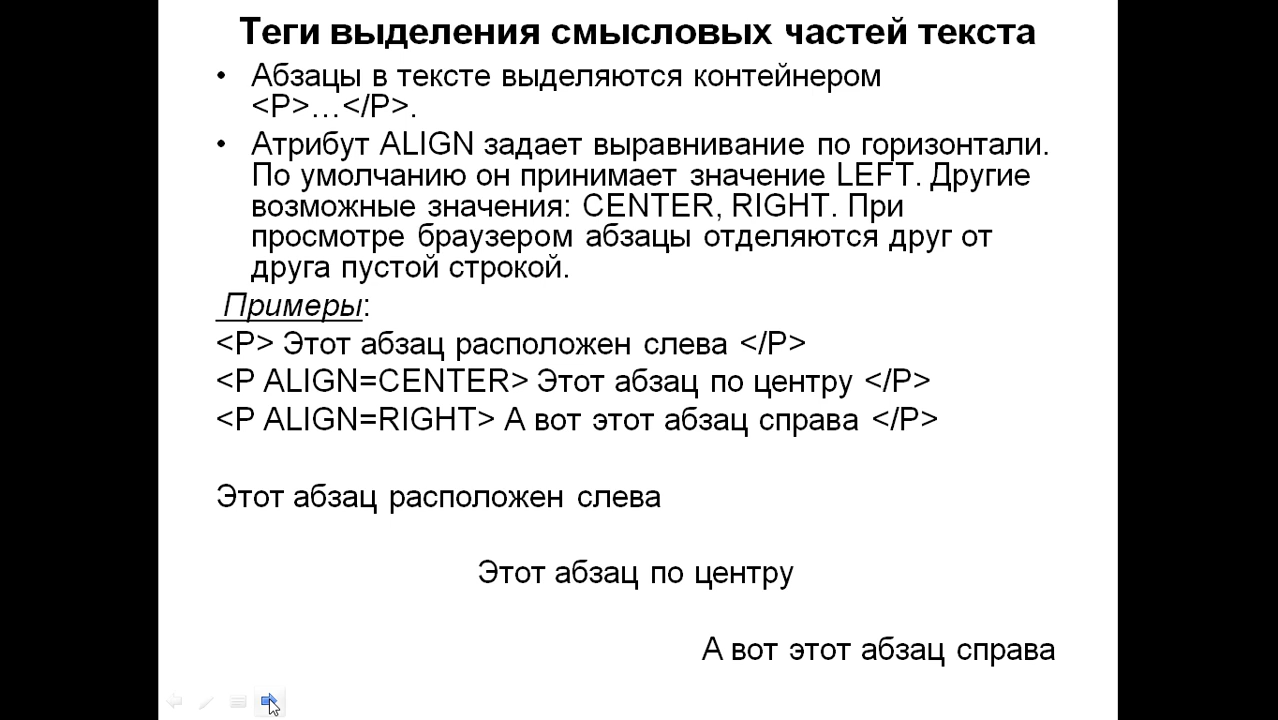 Теги выделения смысловых частей текста
• Абзацы в тексте выделяются контейнером
<P>…</P>.
• Атрибут ALIGN задает выравнивание по горизонтали.
По умолчанию он принимает значение LEFT. Другие
возможные значения: CENTER, RIGHT. При
просмотре браузером абзацы отделяются друг от
друга пустой строкой.
Примеры:
<P> Этот абзац расположен слева </P>
<P ALIGN=CENTER> Этот абзац по центру </P>
<P ALIGN=RIGHT> А вот этот абзац справа </P>
Этот абзац расположен слева
Этот абзац по центру
А вот этот абзац справа